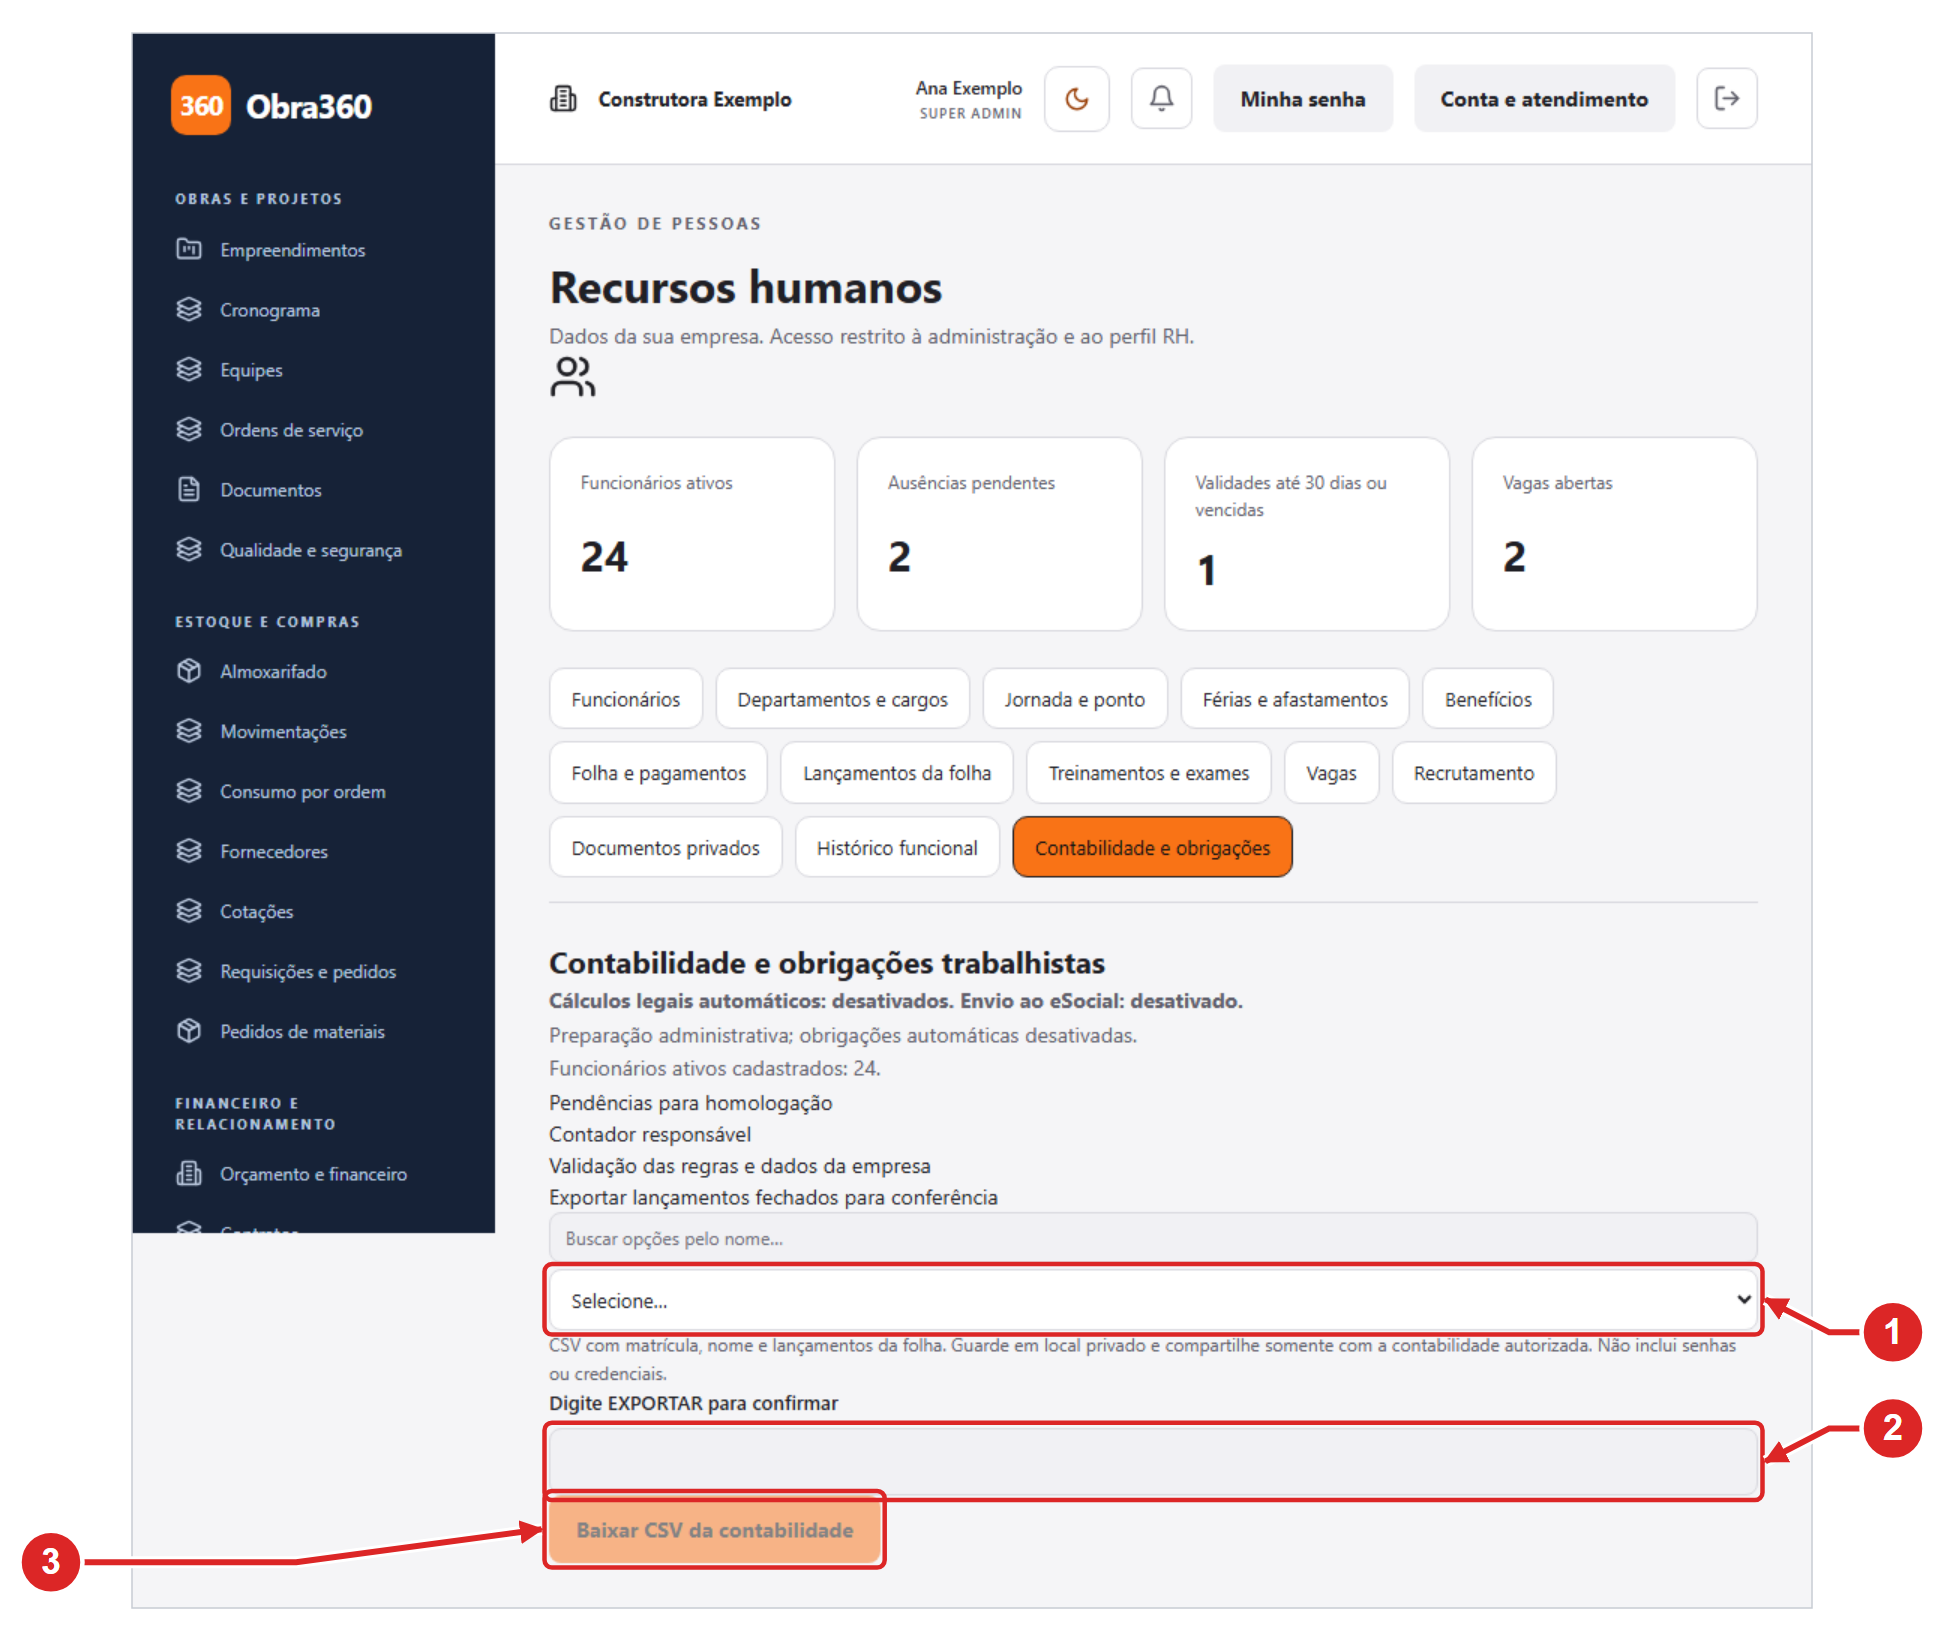 360 Obra360
OBRAS E PROJETOS
Empreendimentos
Cronograma
Equipes
Ordens de serviço
Documentos
Qualidade e segurança
ESTOQUE E COMPRAS
Almoxarifado
Movimentações
Consumo por ordem
Fornecedores
Cotações
Requisições e pedidos
Pedidos de materiais
FINANCEIRO E
RELACIONAMENTO
Orçamento e financeiro
Construtora Exemplo
Ana Exemplo
SUPER ADMIN
Minha senha
Conta e atendimento
GESTÃO DE PESSOAS
Recursos humanos
Dados da sua empresa. Acesso restrito à administração e ao perfil RH.
Funcionários ativos
24
Ausências pendentes
2
Validades até 30 dias ou
vencidas
1
Vagas abertas
2
Funcionários
Departamentos e cargos
Jornada e ponto
Férias e afastamentos
Benefícios
Folha e pagamentos
Lançamentos da folha
Treinamentos e exames
Vagas
Recrutamento
Documentos privados
Histórico funcional
Contabilidade e obrigações
Contabilidade e obrigações trabalhistas
Cálculos legais automáticos: desativados. Envio ao eSocial: desativado.
Preparação administrativa; obrigações automáticas desativadas.
Funcionários ativos cadastrados: 24.
Pendências para homologação
Contador responsável
Validação das regras e dados da empresa
Exportar lançamentos fechados para conferência
Buscar opções pelo nome...
Selecione...
1
CSV com matrícula, nome e lançamentos da folha. Guarde em local privado e compartilhe somente com a contabilidade autorizada. Não inclui senhas
ou credenciais.
Digite EXPORTAR para confirmar
2
Baixar CSV da contabilidade
3